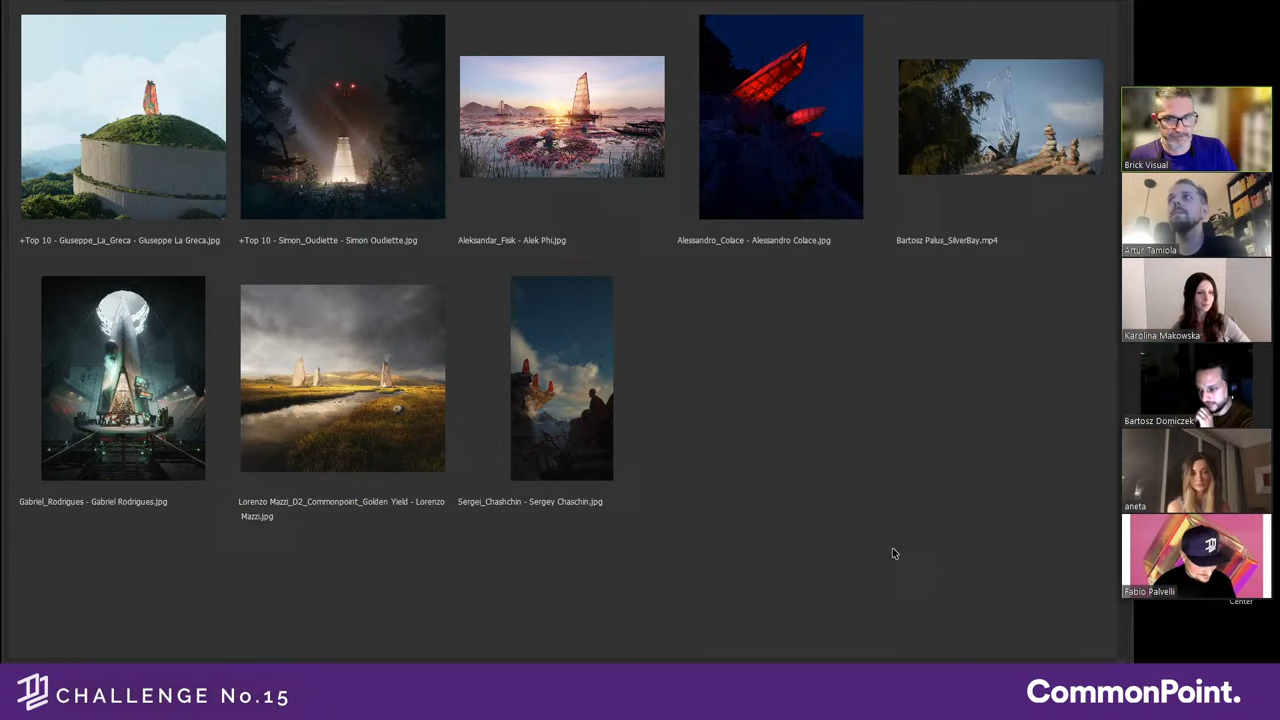 +Top 10 - Giuseppe_La_Greca - Giuseppe La Greca.jpg
+Top 10 - Simon_Oudiette - Simon Oudiette.jpg
Aleksandar_Fisik - Alek Phi.jpg
Alessandro_Colace - Alessandro Colace.jpg
Bartosz Palus_SilverBay.mp4
Gabriel_Rodrigues - Gabriel Rodrigues.jpg
Lorenzo Mazzi_D2_Commonpoint_Golden Yield - Lorenzo
Mazzi.jpg
Sergei_Chashchin - Sergey Chaschin.jpg
Brick Visual
Artur Tamiola
Karolina Makowska
Bartosz Domiczek
aneta
Fabio Palvelli
Center
CHALLENGE No.15
CommonPoint.